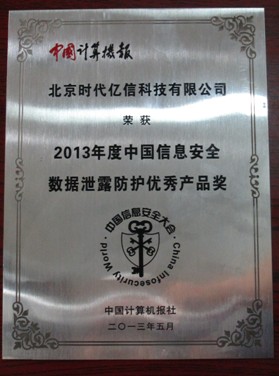 中国计算机报
北京时代亿信科技有限公司
荣获
2013年度中国信息安全
数据泄露防护优秀产品奖
中国信息安全大会
China Infosecurity World
中国计算机报社
二〇一三年五月